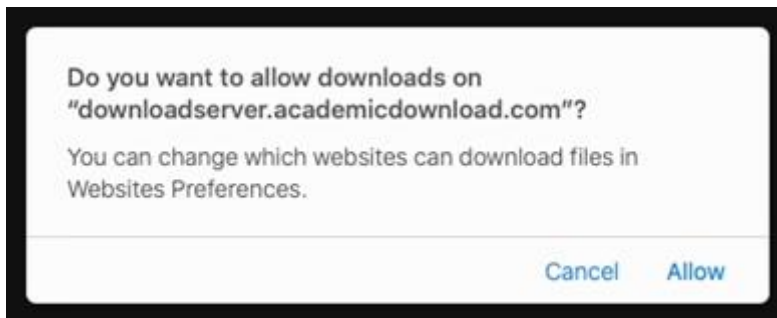 Do you want to allow downloads on
“downloadserver.academicdownload.com”?
You can change which websites can download files in
Websites Preferences.
Cancel Allow